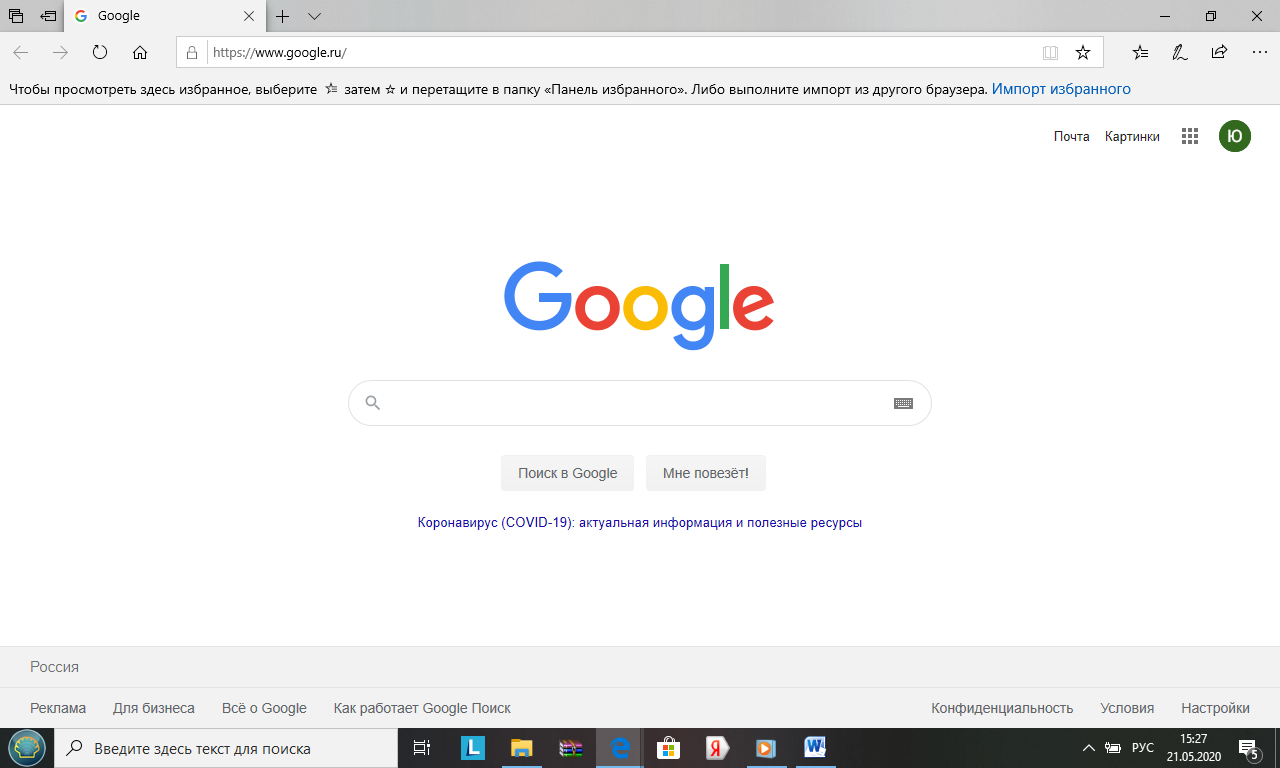 Google
https://www.google.ru/
Чтобы просмотреть здесь избранное, выберите затем и перетащите в папку «Панель избранного». Либо выполните импорт из другого браузера. Импорт избранного
Почта Картинки Ю
Google
Поиск в Google Мне повезёт!
Коронавирус (COVID-19): актуальная информация и полезные ресурсы
Россия
Реклама Для бизнеса Всё о Google Как работает Google Поиск Конфиденциальность Условия Настройки
Введите здесь текст для поиска L Я W РУС 15:27
21.05.2020 5